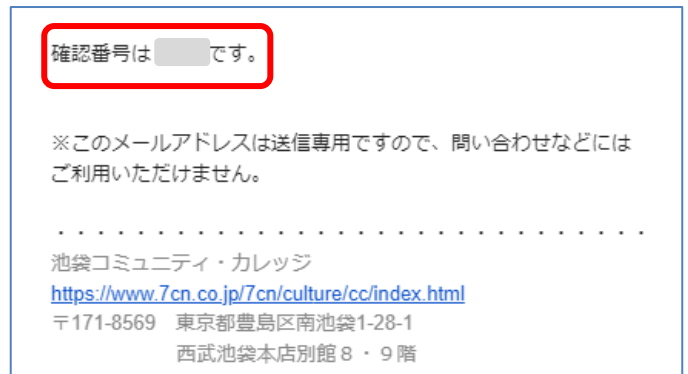 確認番号は です。
※このメールアドレスは送信専用ですので、問い合わせなどには
ご利用いただけません。
・・・・・・・・・・・・・・・・・・・・・・・・・・・・・・
池袋コミュニティ・カレッジ
https://www.7cn.co.jp/7cn/culture/cc/index.html
〒171-8569　東京都豊島区南池袋1-28-1
西武池袋本店別館８・９階